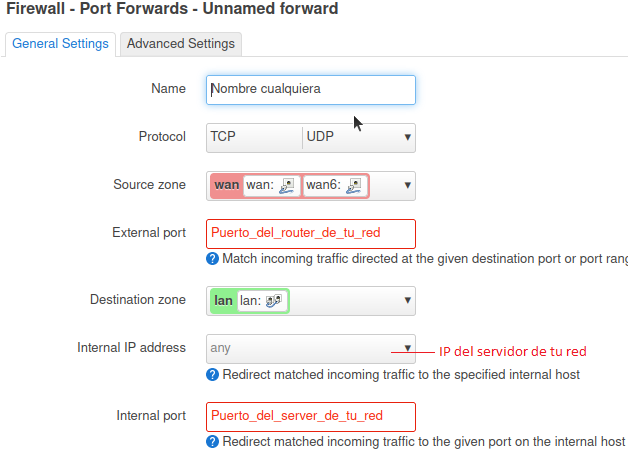 Firewall - Port Forwards - Unnamed forward
General Settings Advanced Settings
Name Nombre cualquiera
Protocol TCP UDP
Source zone wan wan: wan6:
External port Puerto_del_router_de_tu_red
Match incoming traffic directed at the given destination port or port rang
Destination zone lan lan:
Internal IP address any IP del servidor de tu red
Redirect matched incoming traffic to the specified internal host
Internal port Puerto_del_server_de_tu_red
Redirect matched incoming traffic to the given port on the internal host